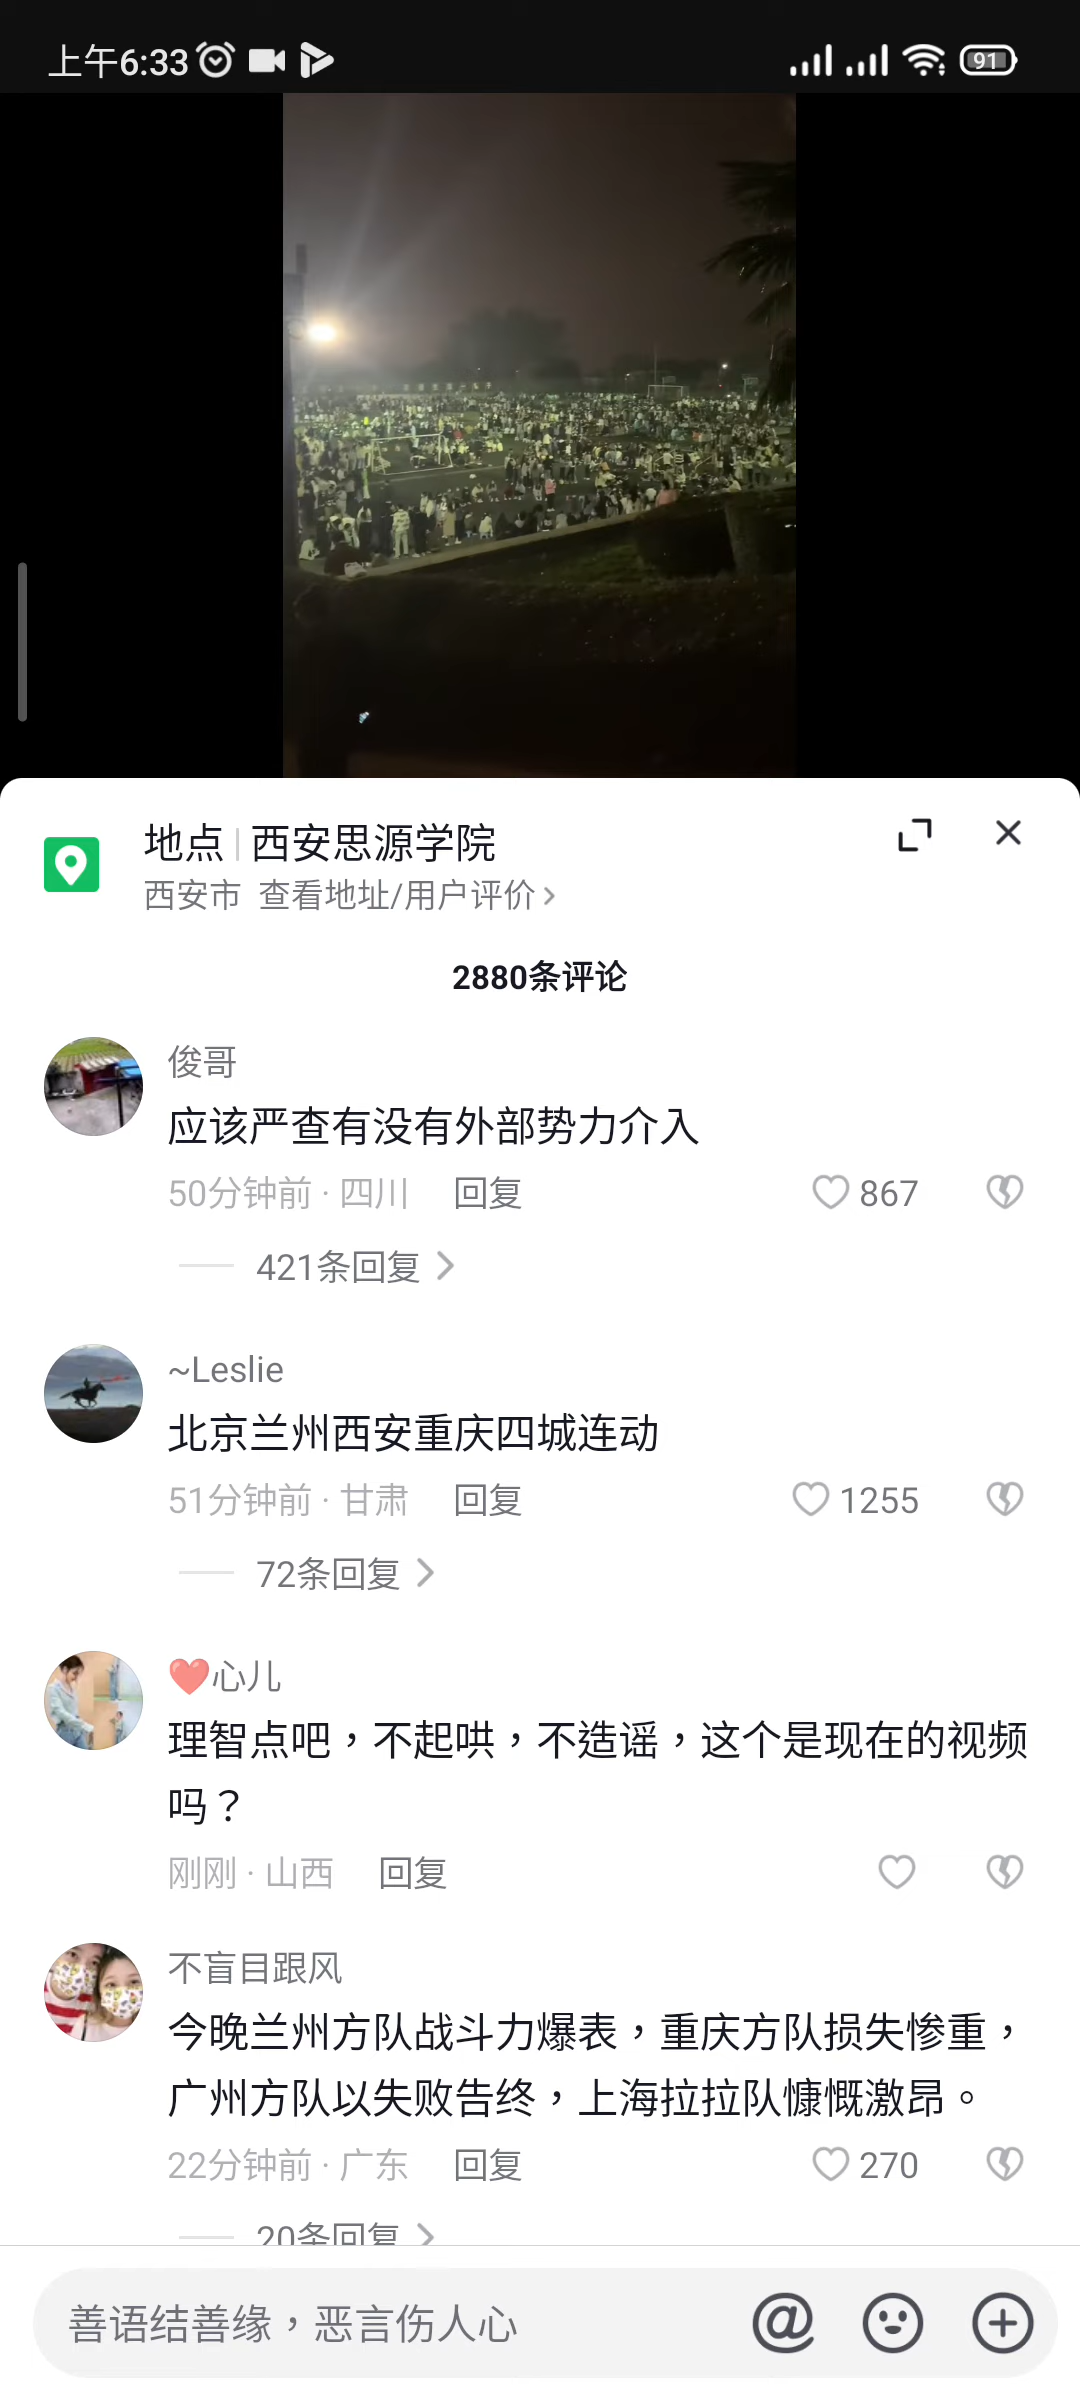 上午6:33
91
地点 | 西安思源学院
西安市 查看地址/用户评价 >
2880条评论
俊哥
应该严查有没有外部势力介入
50分钟前 · 四川 回复 867
421条回复 >
~Leslie
北京兰州西安重庆四城连动
51分钟前 · 甘肃 回复 1255
72条回复 >
❤️心儿
理智点吧，不起哄，不造谣，这个是现在的视频
吗？
刚刚 · 山西 回复
不盲目跟风
今晚兰州方队战斗力爆表，重庆方队损失惨重，
广州方队以失败告终，上海拉拉队慷慨激昂。
22分钟前 · 广东 回复 270
20条回复 >
善语结善缘，恶言伤人心